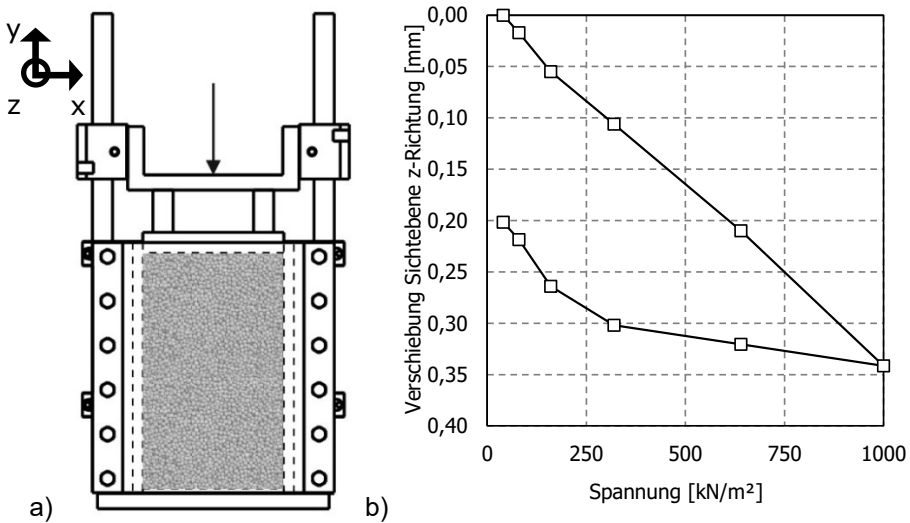 y
z
x
a)
b)
Verschiebung Sichtebene z-Richtung [mm]
0,00
0,05
0,10
0,15
0,20
0,25
0,30
0,35
0,40
0
250
500
750
1000
Spannung [kN/m²]